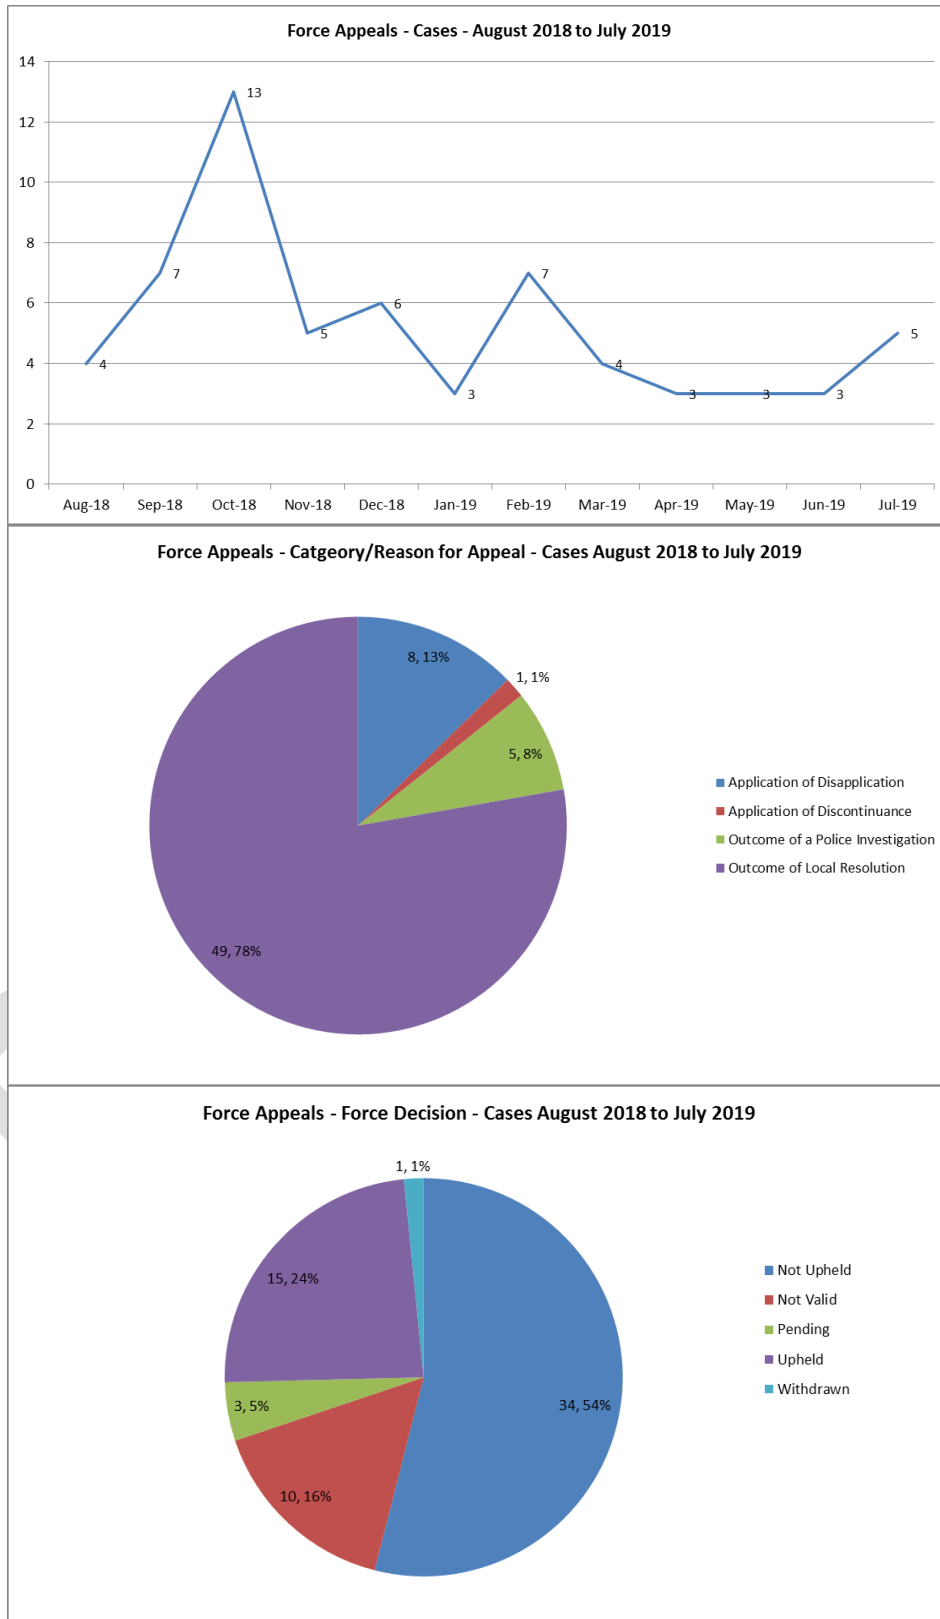 Force Appeals - Cases - August 2018 to July 2019
14
12
10
8
6
4
2
0
4
7
13
5
6
3
7
4
3
3
3
5
Aug-18 Sep-18 Oct-18 Nov-18 Dec-18 Jan-19 Feb-19 Mar-19 Apr-19 May-19 Jun-19 Jul-19
Force Appeals - Catgeory/Reason for Appeal - Cases August 2018 to July 2019
8, 13%
1, 1%
5, 8%
49, 78%
Application of Disapplication
Application of Discontinuance
Outcome of a Police Investigation
Outcome of Local Resolution
Force Appeals - Force Decision - Cases August 2018 to July 2019
1, 1%
15, 24%
3, 5%
34, 54%
10, 16%
Not Upheld
Not Valid
Pending
Upheld
Withdrawn